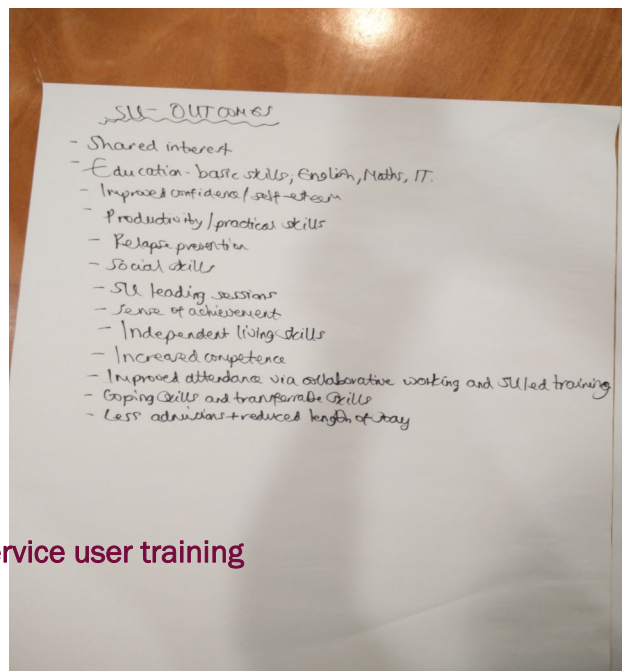 SU - OUTCOMES
- Shared interest
- Education - basic skills, English, Maths, IT.
- Improved confidence / self-esteem
- Productivity / practical skills
- Relapse prevention
- Social skills
- SU leading sessions
- Sense of achievement
- Independent living skills
- Increased competence
- Improved attendance via collaborative working and SU led training
- Coping skills and transferrable skills
- Less admissions + reduced length of stay
rvice user training